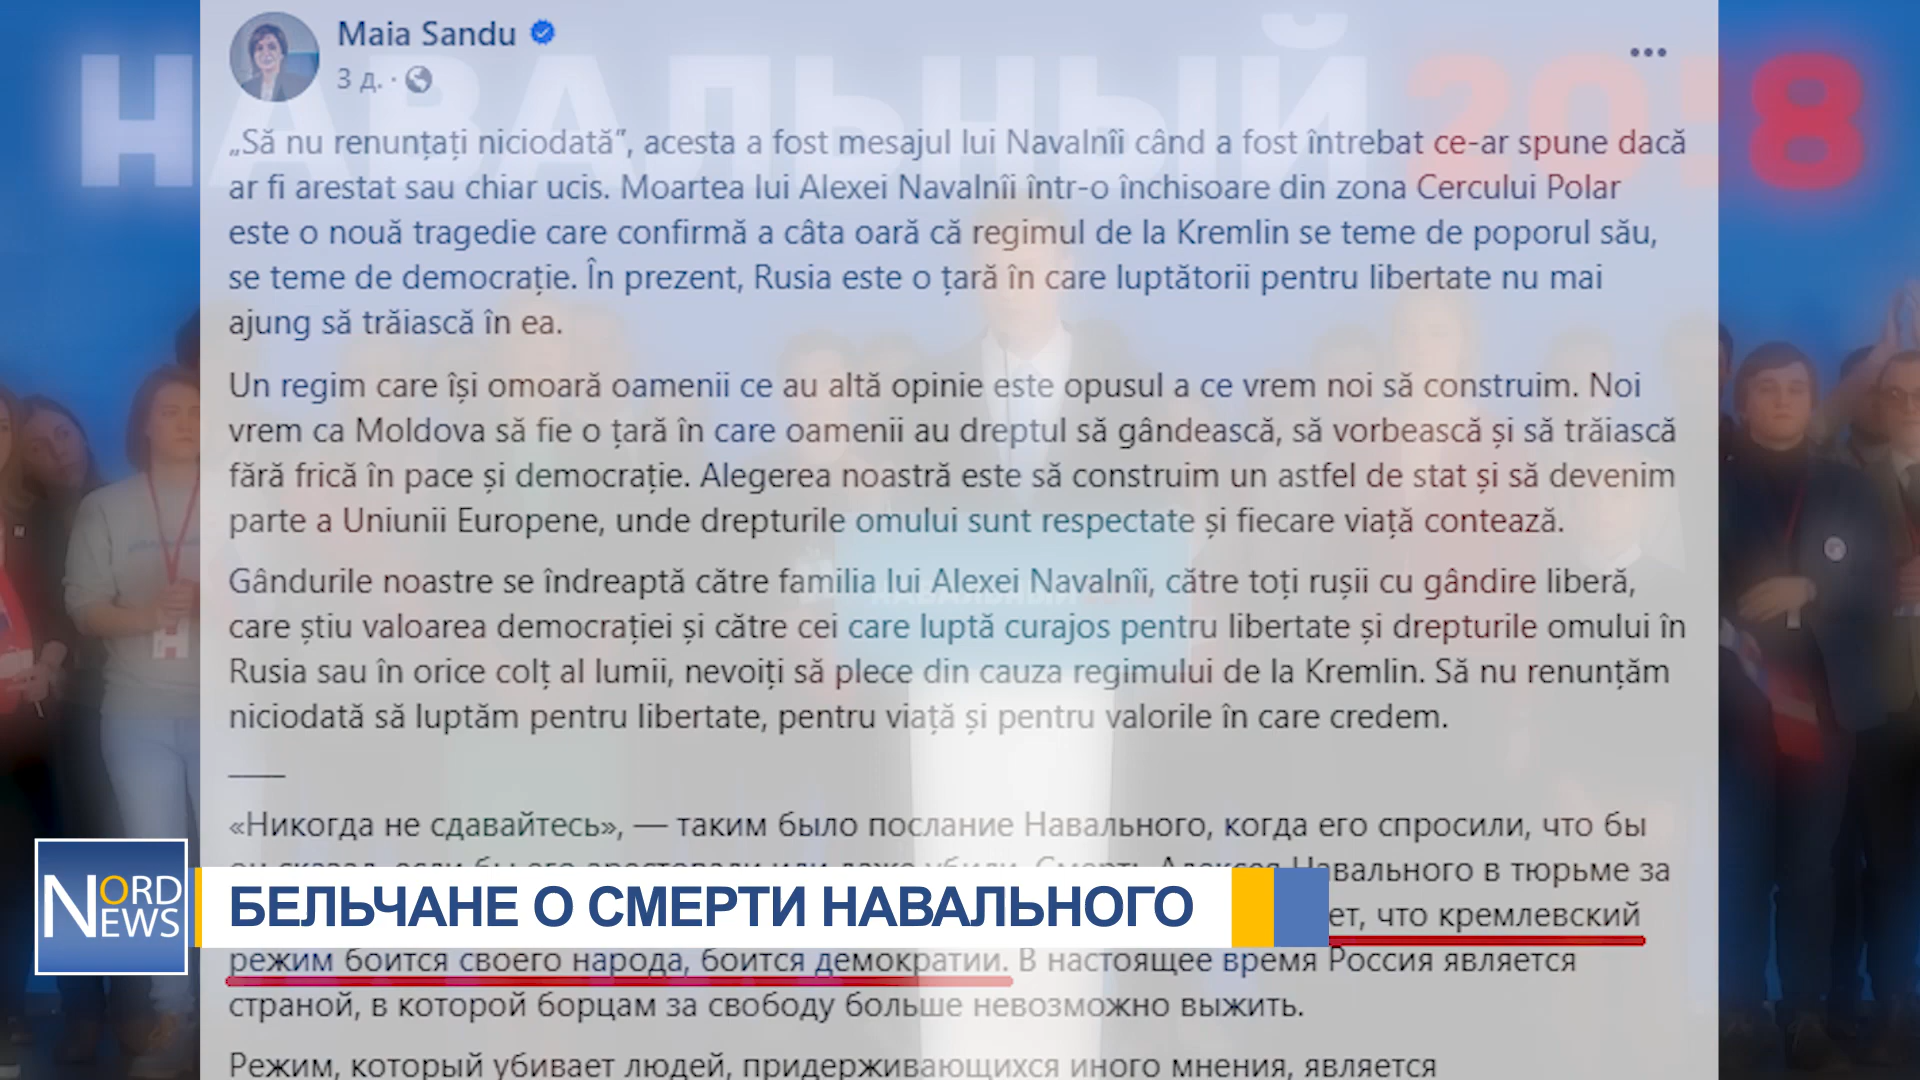 НАВАЛЬНЫЙ 2018
Maia Sandu
3 д.
„Să nu renunțați niciodată”, acesta a fost mesajul lui Navalnîi când a fost întrebat ce-ar spune dacă
ar fi arestat sau chiar ucis. Moartea lui Alexei Navalnîi într-o închisoare din zona Cercului Polar
este o nouă tragedie care confirmă a câta oară că regimul de la Kremlin se teme de poporul său,
se teme de democrație. În prezent, Rusia este o țară în care luptătorii pentru libertate nu mai
ajung să trăiască în ea.
Un regim care își omoară oamenii ce au altă opinie este opusul a ce vrem noi să construim. Noi
vrem ca Moldova să fie o țară în care oamenii au dreptul să gândească, să vorbească și să trăiască
fără frică în pace și democrație. Alegerea noastră este să construim un astfel de stat și să devenim
parte a Uniunii Europene, unde drepturile omului sunt respectate și fiecare viață contează.
Gândurile noastre se îndreaptă către familia lui Alexei Navalnîi, către toți rușii cu gândire liberă,
care știu valoarea democrației și către cei care luptă curajos pentru libertate și drepturile omului în
Rusia sau în orice colț al lumii, nevoiți să plece din cauza regimului de la Kremlin. Să nu renunțăm
niciodată să luptăm pentru libertate, pentru viață și pentru valorile în care credem.
«Никогда не сдавайтесь», — таким было послание Навального, когда его спросили, что бы
он сказал, если бы его арестовали или даже убили. Смерть Алексея Навального в тюрьме за
ет, что кремлевский
режим боится своего народа, боится демократии. В настоящее время Россия является
страной, в которой борцам за свободу больше невозможно выжить.
Режим, который убивает людей, придерживающихся иного мнения, является
NORD
NEWS
БЕЛЬЧАНЕ О СМЕРТИ НАВАЛЬНОГО